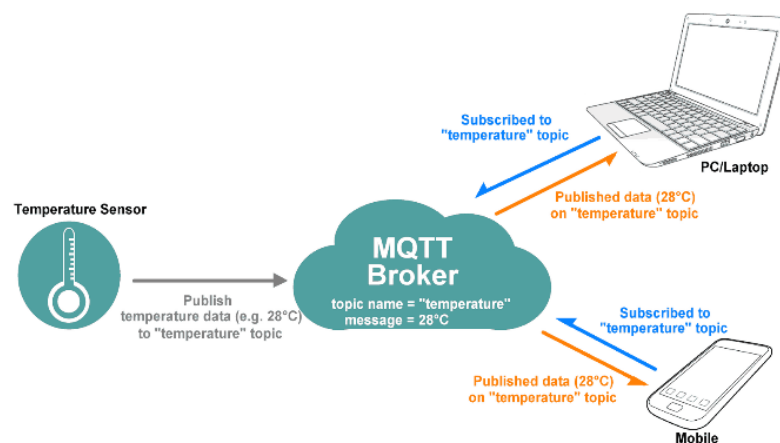 Temperature Sensor
Publish
temperature data (e.g. 28°C)
to "temperature" topic
MQTT
Broker
topic name = "temperature"
message = 28°C
Subscribed to
"temperature" topic
Published data (28°C)
on "temperature" topic
PC/Laptop
Subscribed to
"temperature" topic
Published data (28°C)
on "temperature" topic
Mobile